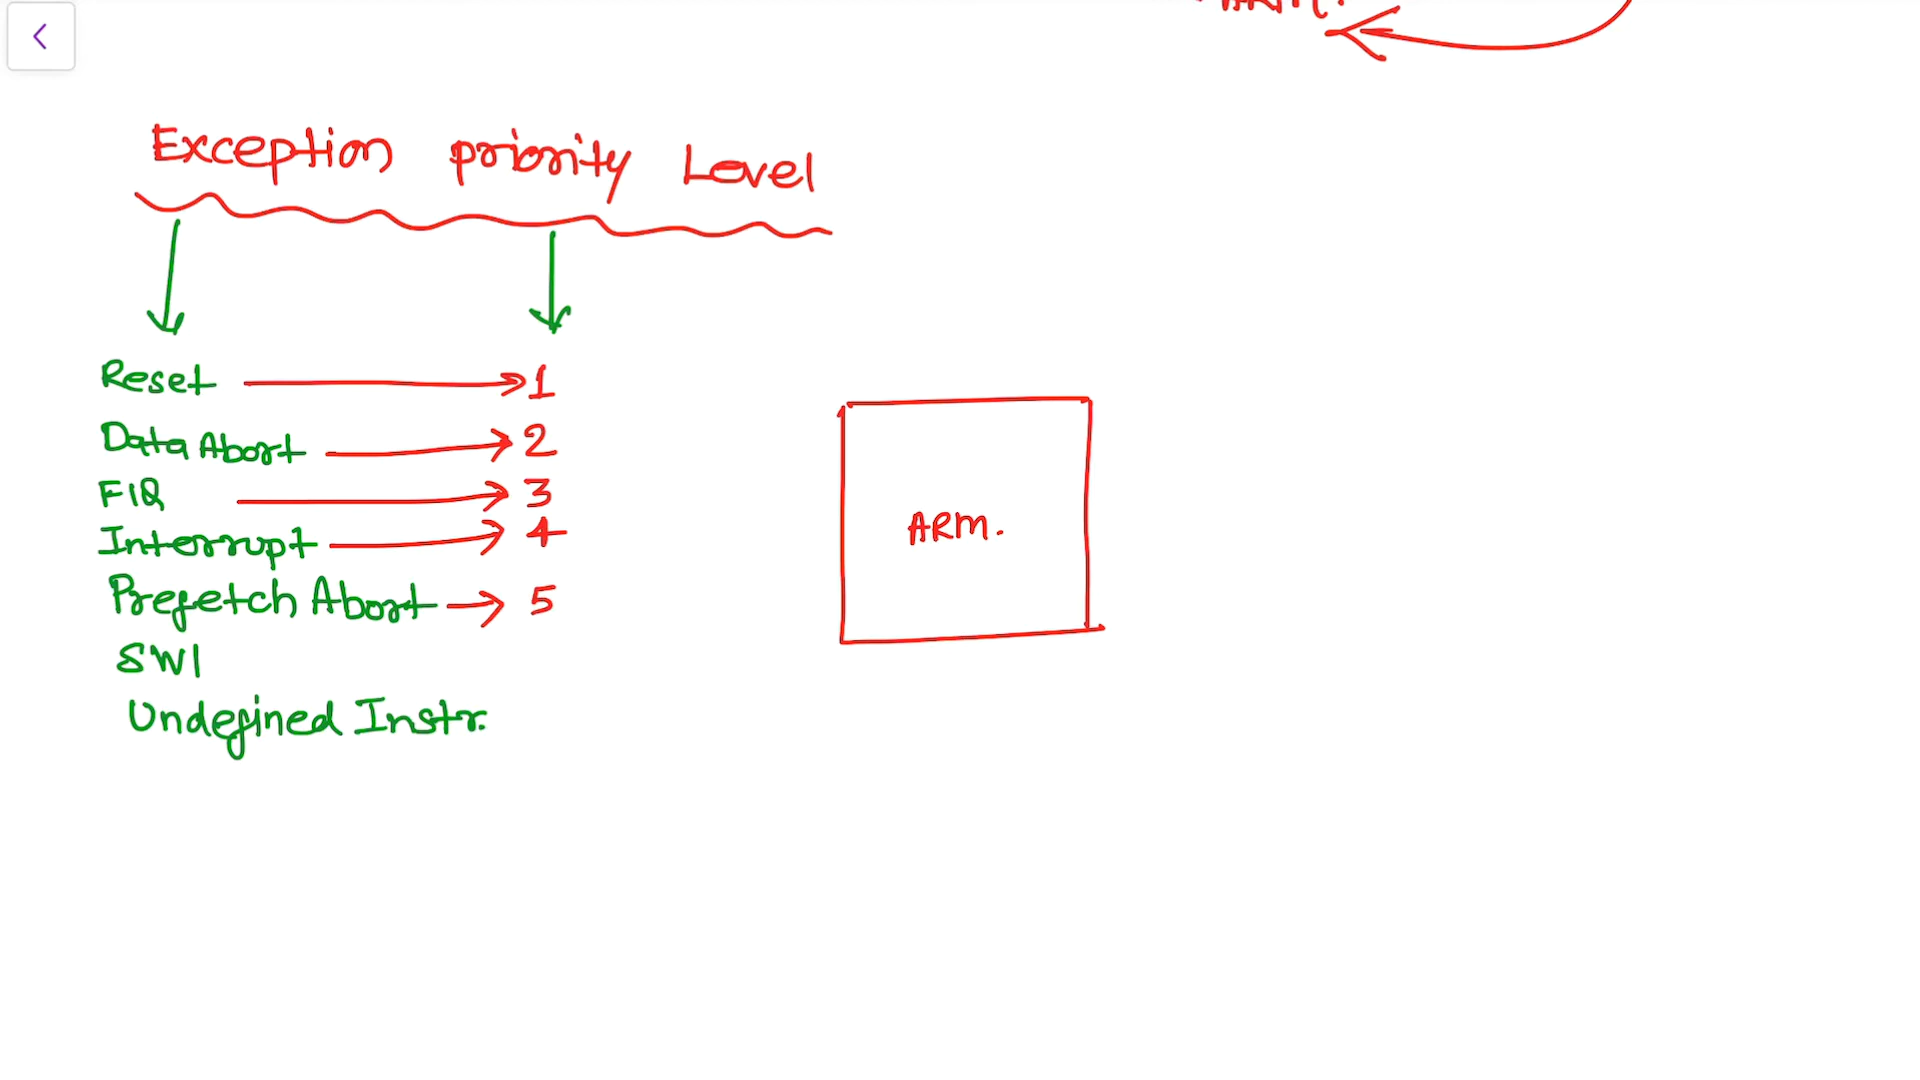 Exception priority Level
Reset → 1
Data Abort → 2
FIQ → 3
Interrupt → 4
Prefetch Abort → 5
SWI
Undefined Instr.
ARM.